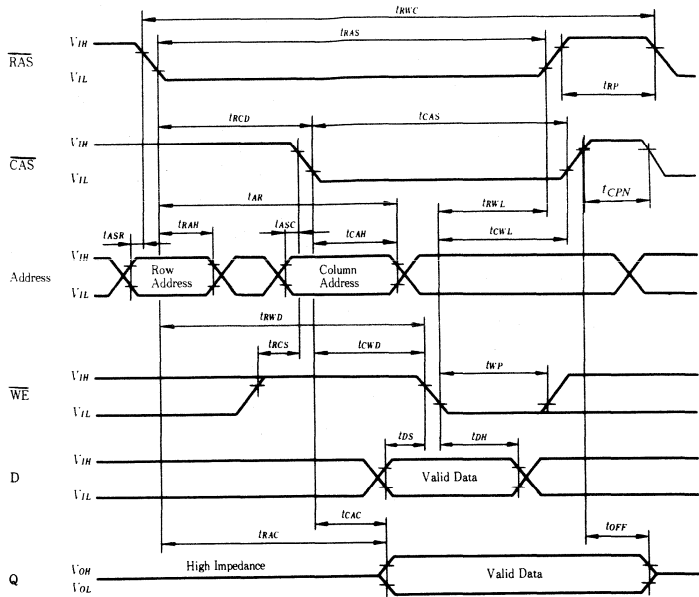 tRWC
VIH
tRAS
RAS
VIL
tRP
tRCD
tCAS
VIH
CAS
VIL
tCPN
tAR
tRWL
tASR
tRAH
tASC
tCAH
tCWL
VIH
Address
Row
Address
Column
Address
VIL
tRWD
tRCS
tCWD
VIH
tWP
WE
VIL
tDS
tDH
VIH
D
Valid Data
VIL
tCAC
tRAC
tOFF
VOH
High Impedance
Q
Valid Data
VOL